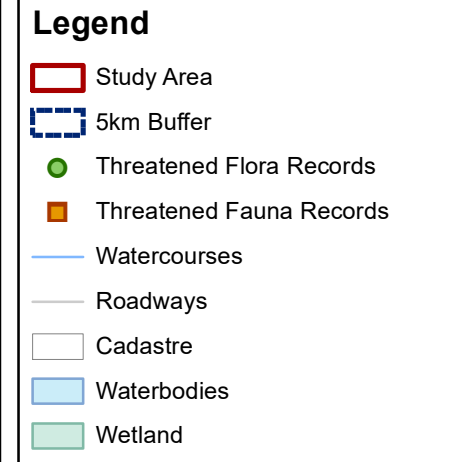 Legend
Study Area
5km Buffer
Threatened Flora Records
Threatened Fauna Records
Watercourses
Roadways
Cadastre
Waterbodies
Wetland